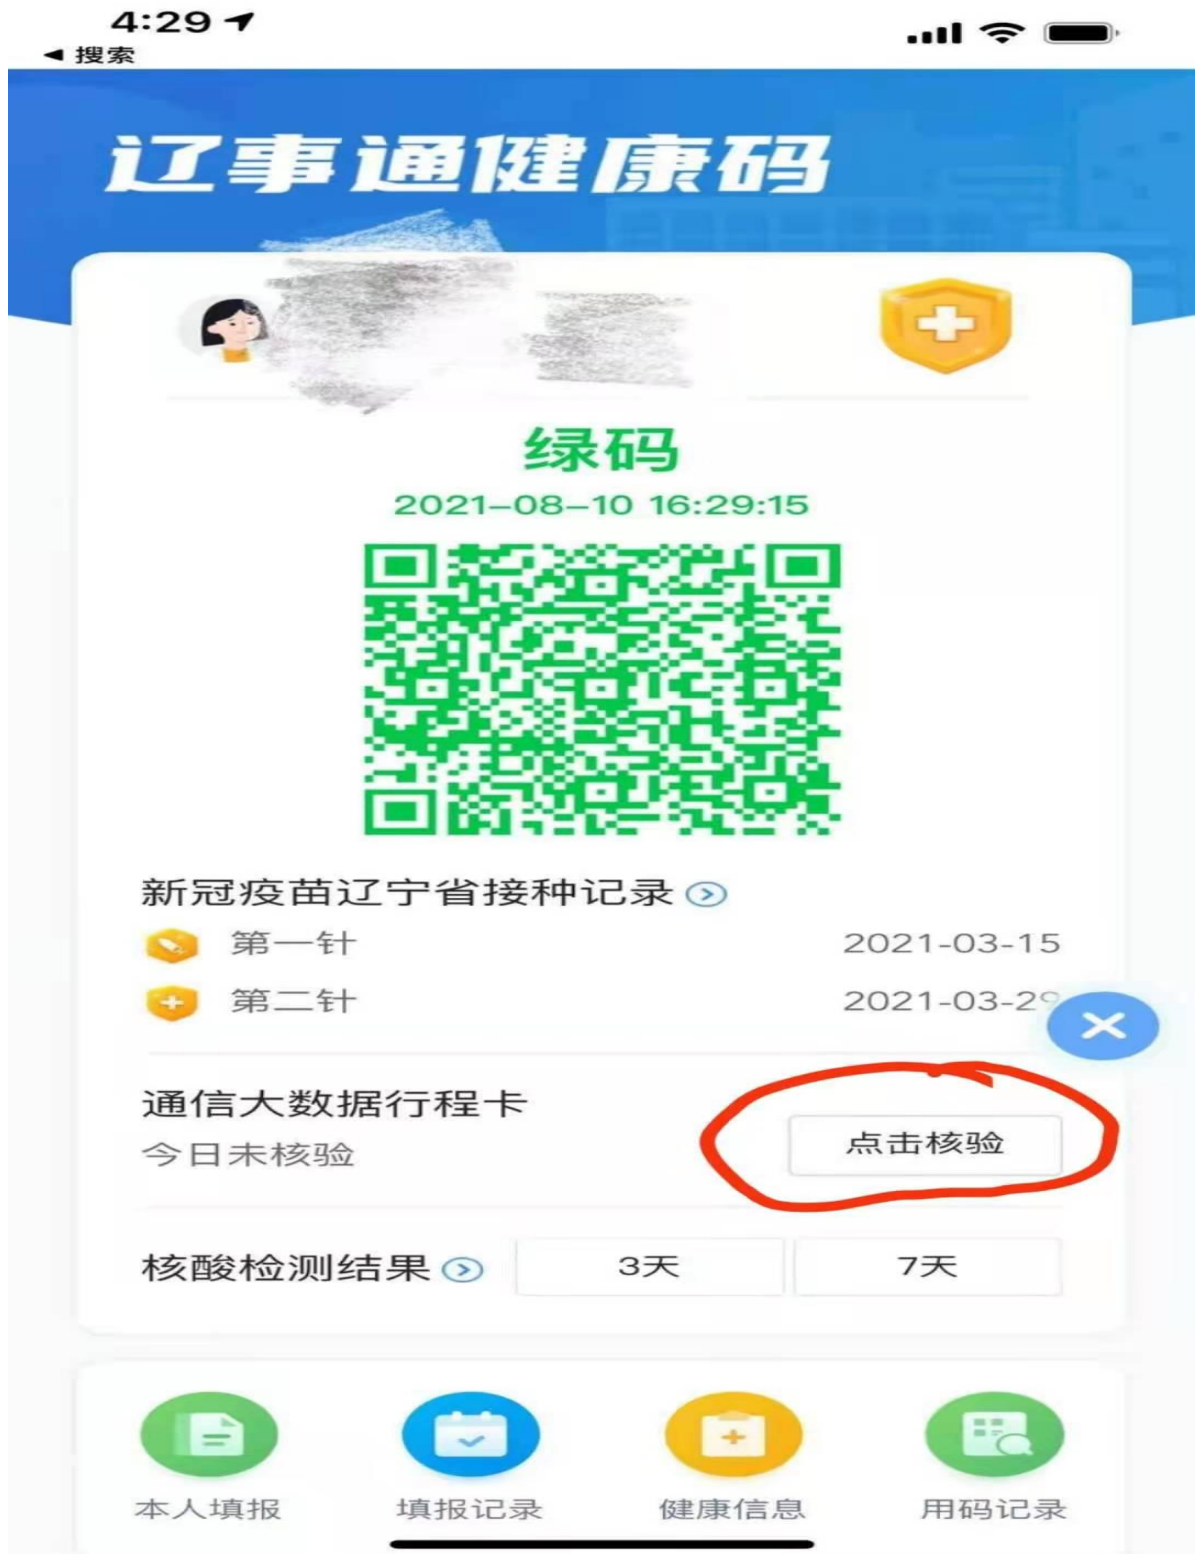 4:29
搜索
辽事通健康码
绿码
2021-08-10 16:29:15
新冠疫苗辽宁省接种记录
第一针 2021-03-15
第二针 2021-03-29
通信大数据行程卡
今日未核验 点击核验
核酸检测结果 3天 7天
本人填报 填报记录 健康信息 用码记录